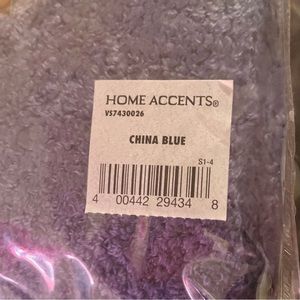 HOME ACCENTS®
VS7430026
CHINA BLUE
S1-4
4 00442 29434 8